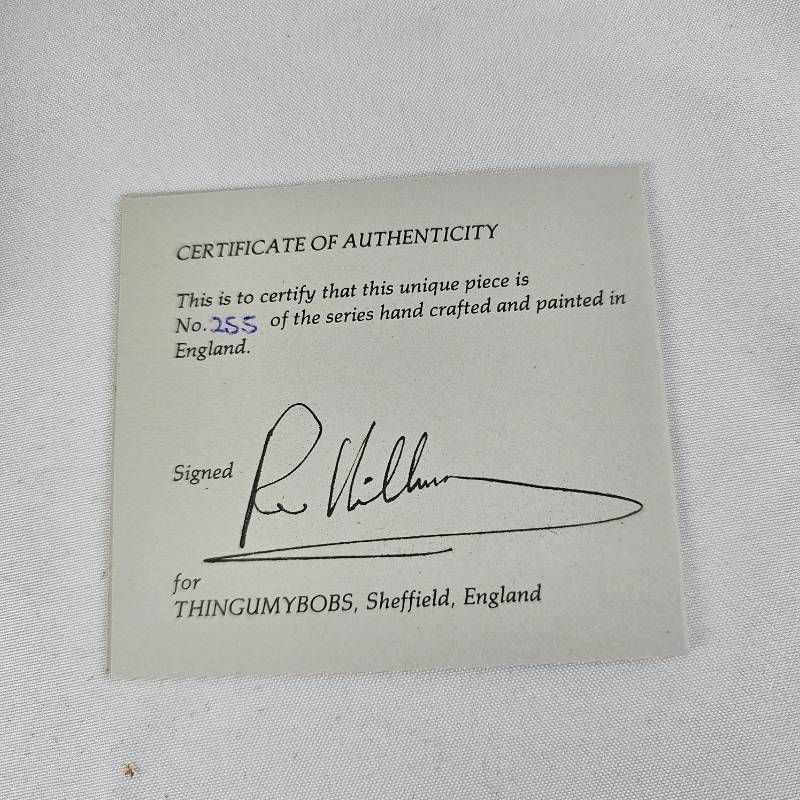 CERTIFICATE OF AUTHENTICITY
This is to certify that this unique piece is
No. 255 of the series hand crafted and painted in
England.
Signed
for
THINGUMYBOBS, Sheffield, England